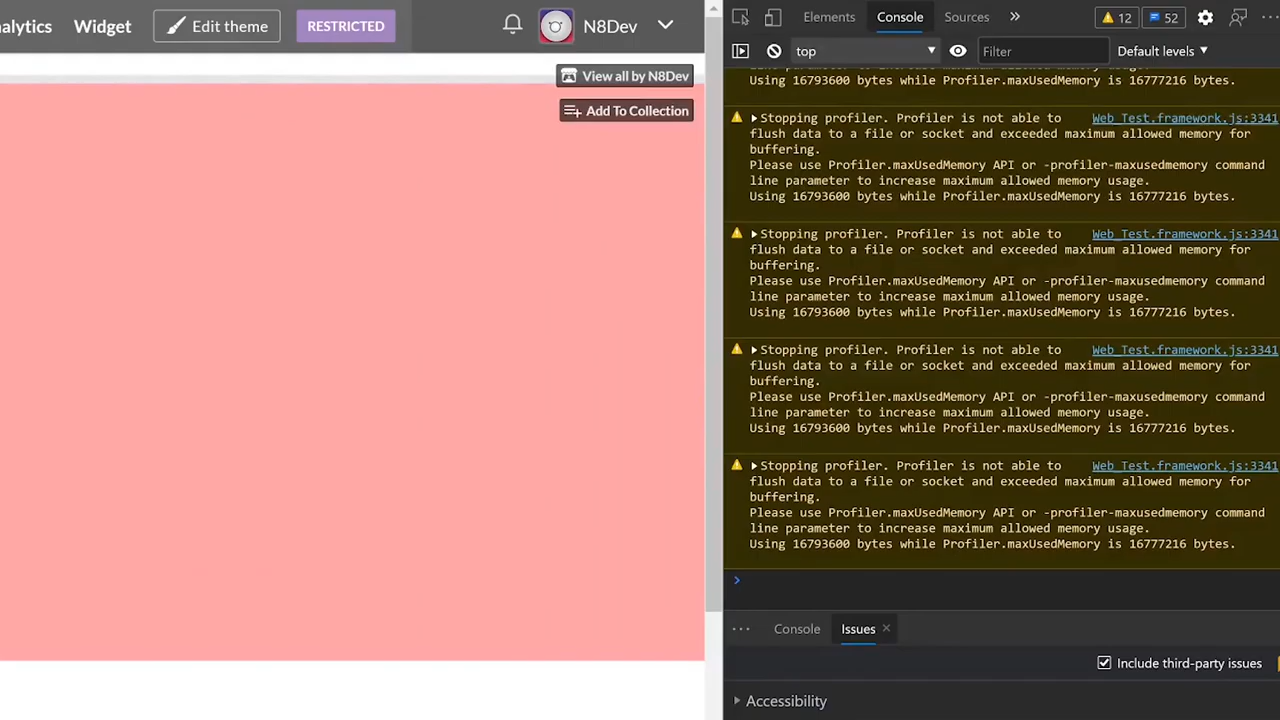 nalytics Widget Edit theme RESTRICTED N8Dev
View all by N8Dev
Add To Collection
Elements Console Sources 12 52
top Filter Default levels
Using 16793600 bytes while Profiler.maxUsedMemory is 16777216 bytes.
Stopping profiler. Profiler is not able to Web_Test.framework.js:3341
flush data to a file or socket and exceeded maximum allowed memory for
buffering.
Please use Profiler.maxUsedMemory API or -profiler-maxusedmemory command
line parameter to increase maximum allowed memory usage.
Using 16793600 bytes while Profiler.maxUsedMemory is 16777216 bytes.
Stopping profiler. Profiler is not able to Web_Test.framework.js:3341
flush data to a file or socket and exceeded maximum allowed memory for
buffering.
Please use Profiler.maxUsedMemory API or -profiler-maxusedmemory command
line parameter to increase maximum allowed memory usage.
Using 16793600 bytes while Profiler.maxUsedMemory is 16777216 bytes.
Stopping profiler. Profiler is not able to Web_Test.framework.js:3341
flush data to a file or socket and exceeded maximum allowed memory for
buffering.
Please use Profiler.maxUsedMemory API or -profiler-maxusedmemory command
line parameter to increase maximum allowed memory usage.
Using 16793600 bytes while Profiler.maxUsedMemory is 16777216 bytes.
Stopping profiler. Profiler is not able to Web_Test.framework.js:3341
flush data to a file or socket and exceeded maximum allowed memory for
buffering.
Please use Profiler.maxUsedMemory API or -profiler-maxusedmemory command
line parameter to increase maximum allowed memory usage.
Using 16793600 bytes while Profiler.maxUsedMemory is 16777216 bytes.
Console Issues
Include third-party issues
Accessibility